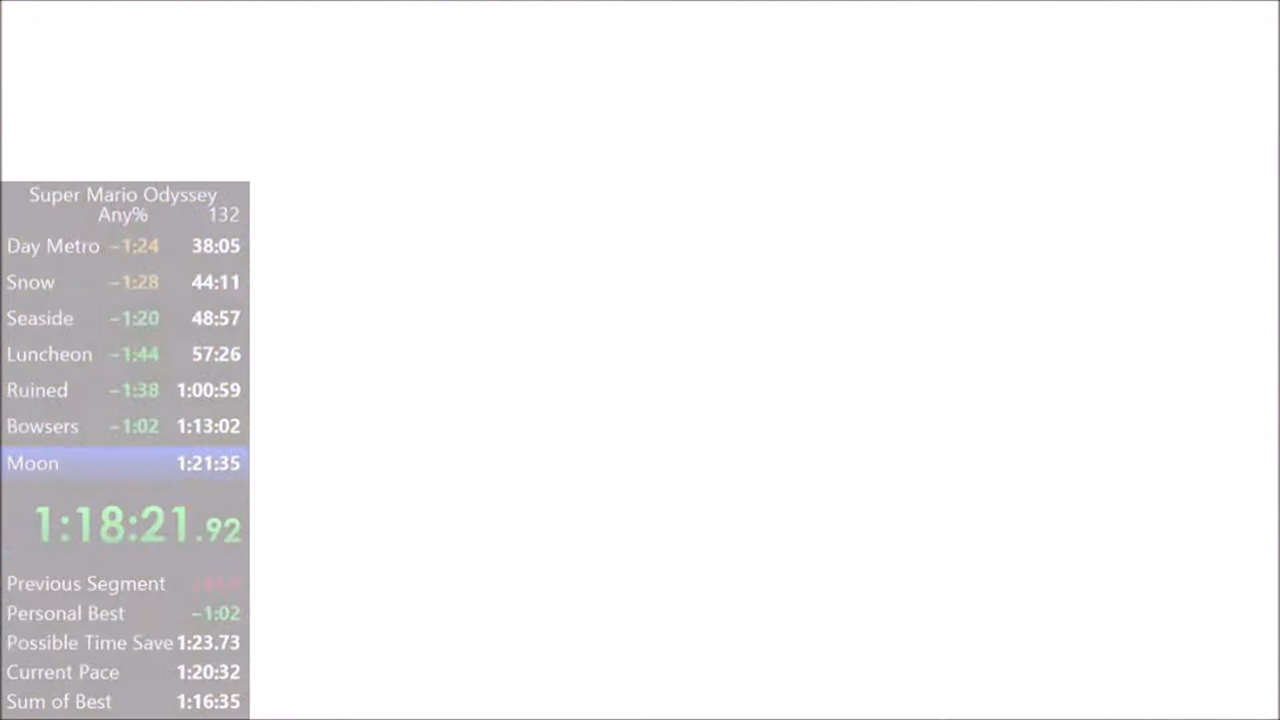 Super Mario Odyssey
Any% 132
Day Metro −1:24 38:05
Snow −1:28 44:11
Seaside −1:20 48:57
Luncheon −1:44 57:26
Ruined −1:38 1:00:59
Bowsers −1:02 1:13:02
Moon 1:21:35
1:18:21.92
Previous Segment
Personal Best −1:02
Possible Time Save 1:23.73
Current Pace 1:20:32
Sum of Best 1:16:35